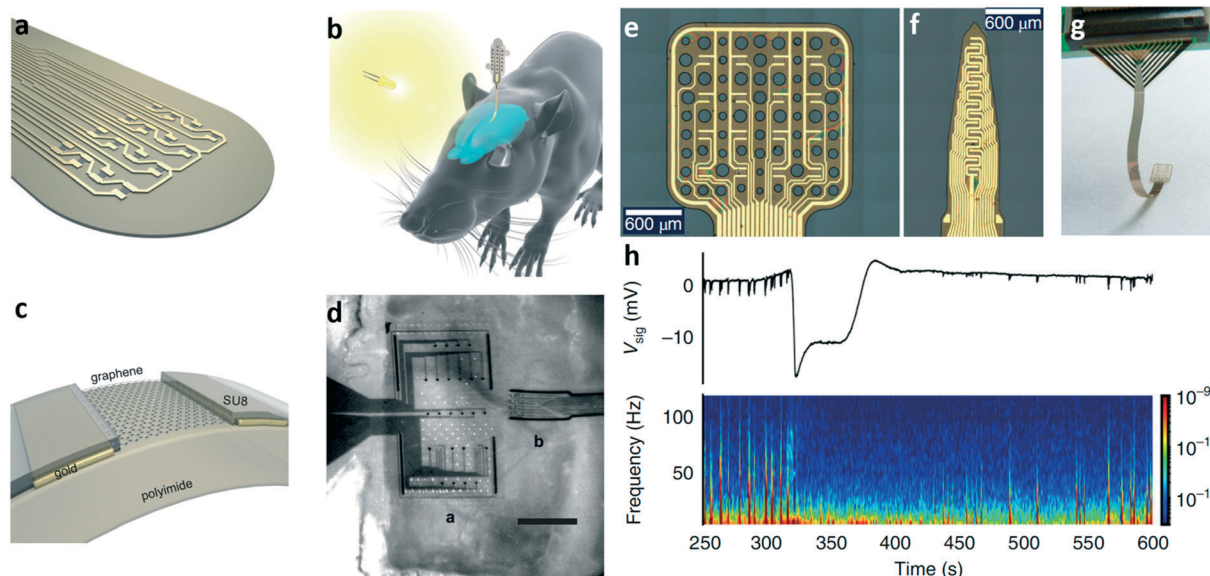 a
b
c
graphene
SU8
gold
polyimide
d
b
a
e
600 μm
f
600 μm
g
h
0
−10
V_sig (mV)
100
50
Frequency (Hz)
10⁻⁹
10⁻¹
10⁻¹
250 300 350 400 450 500 550 600
Time (s)